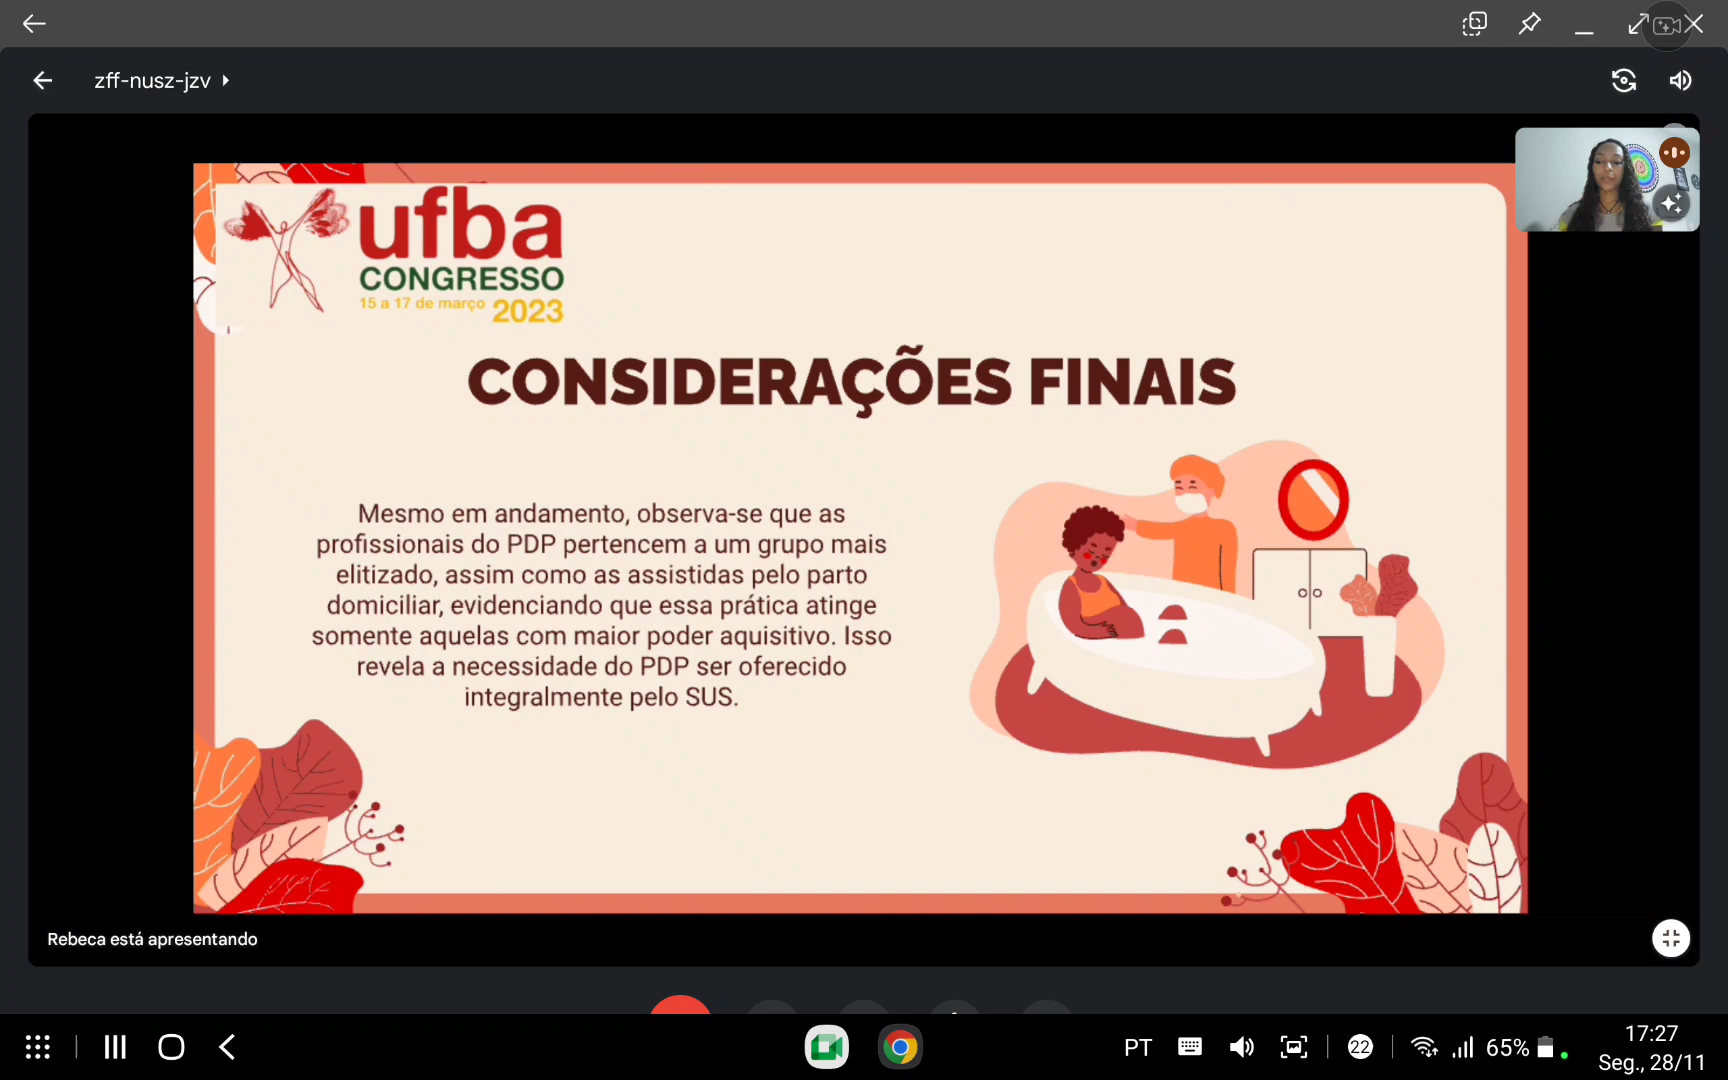 zff-nusz-jzv
ufba
CONGRESSO
15 a 17 de março 2023
CONSIDERAÇÕES FINAIS
Mesmo em andamento, observa-se que as
profissionais do PDP pertencem a um grupo mais
elitizado, assim como as assistidas pelo parto
domiciliar, evidenciando que essa prática atinge
somente aquelas com maior poder aquisitivo. Isso
revela a necessidade do PDP ser oferecido
integralmente pelo SUS.
Rebeca está apresentando
PT
22
65%
17:27
Seg., 28/11